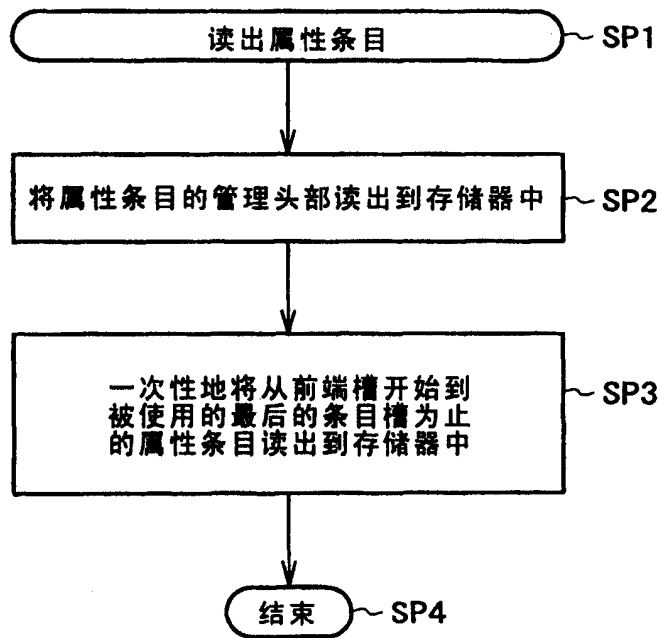 读出属性条目
SP1
将属性条目的管理头部读出到存储器中
SP2
一次性地将从前端槽开始到
被使用的最后的条目槽为止
的属性条目读出到存储器中
SP3
结束
SP4